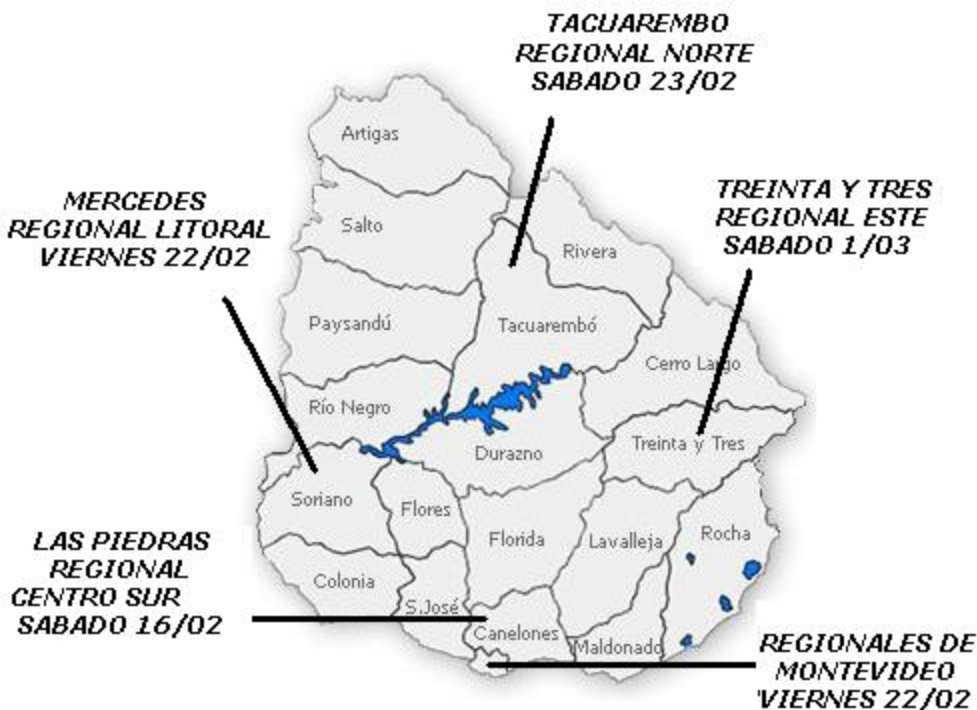 TACUAREMBO
REGIONAL NORTE
SABADO 23/02
MERCEDES
REGIONAL LITORAL
VIERNES 22/02
TREINTA Y TRES
REGIONAL ESTE
SABADO 1/03
Artigas
Salto
Rivera
Paysandú
Tacuarembó
Cerro Largo
Río Negro
Durazno
Treinta y Tres
Soriano
Flores
Florida
Lavalleja
Rocha
Colonia
S.José
Canelones
Maldonado
LAS PIEDRAS
REGIONAL
CENTRO SUR
SABADO 16/02
REGIONALES DE
MONTEVIDEO
VIERNES 22/02